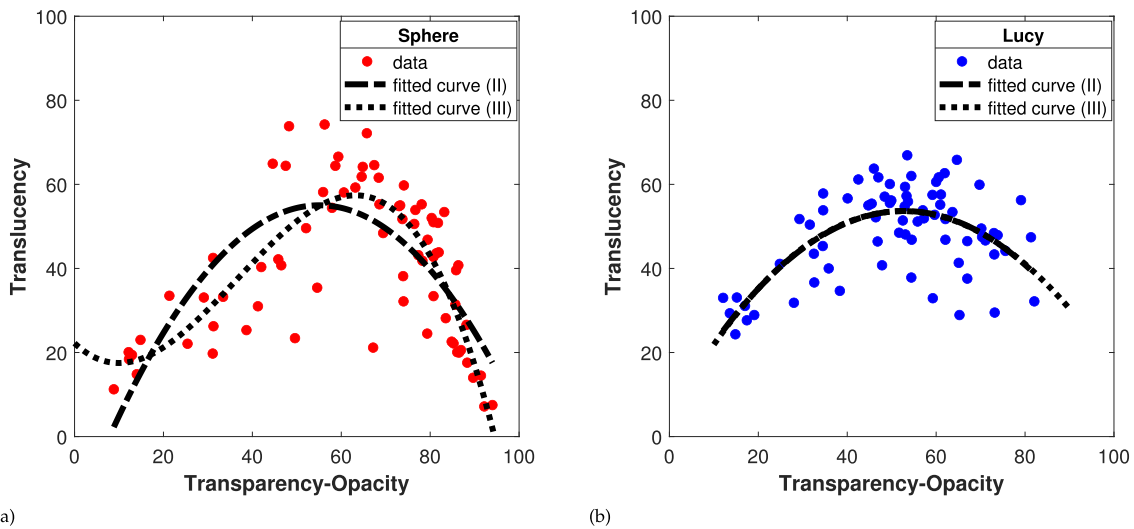 Sphere
data
fitted curve (II)
fitted curve (III)
100
80
60
40
20
0
Translucency
0 20 40 60 80 100
Transparency-Opacity
a)
Lucy
data
fitted curve (II)
fitted curve (III)
100
80
60
40
20
0
Translucency
0 20 40 60 80 100
Transparency-Opacity
(b)